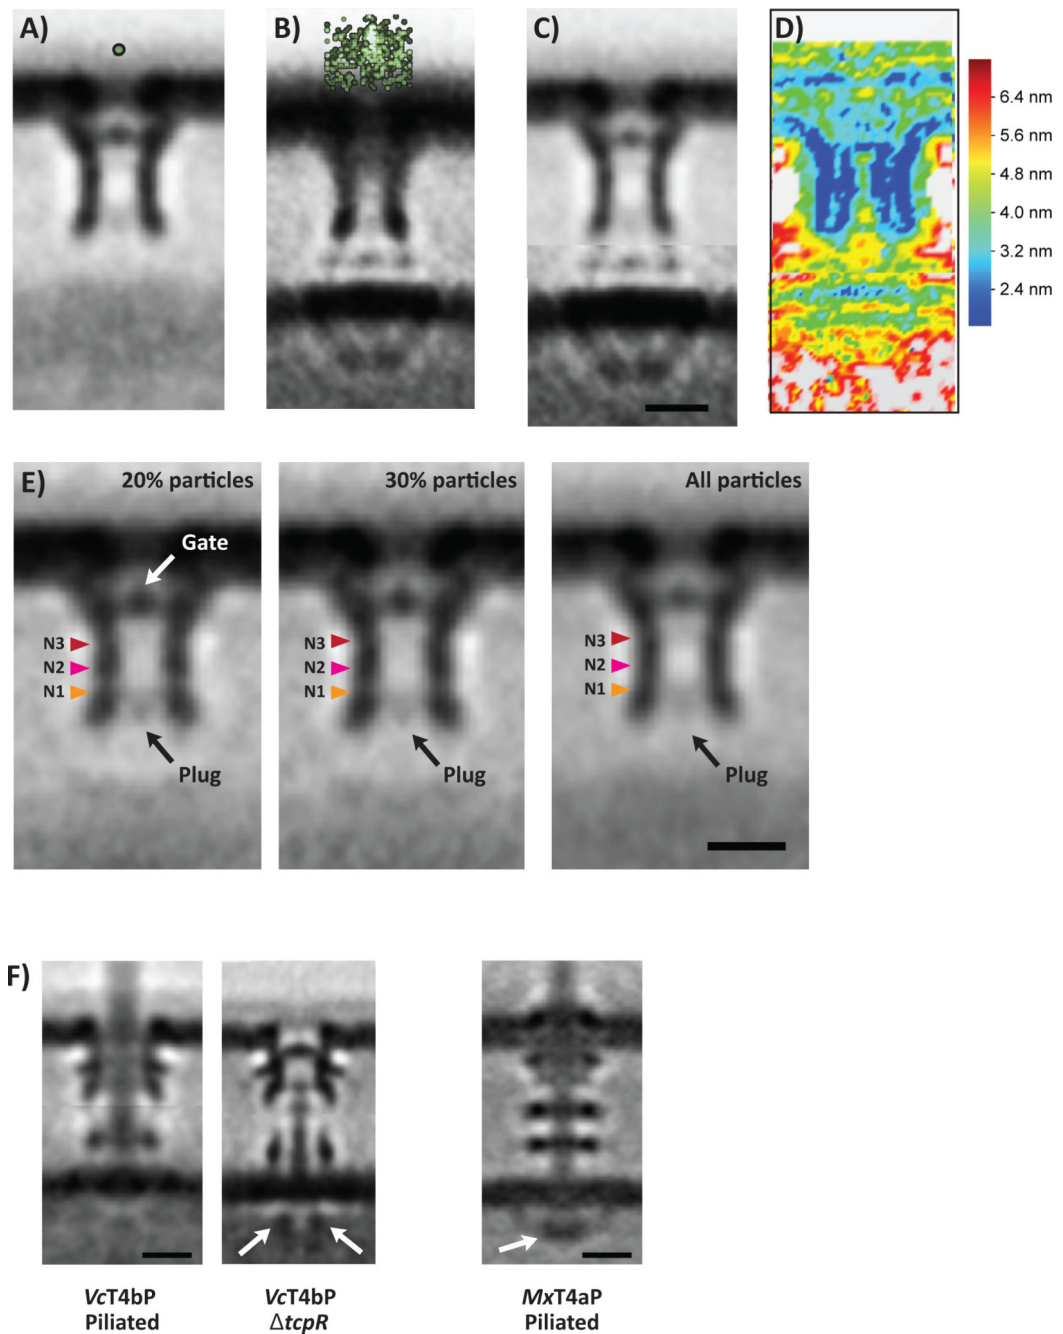 A)
B)
C)
D)
6.4 nm
5.6 nm
4.8 nm
4.0 nm
3.2 nm
2.4 nm
E)
20% particles
Gate
N3
N2
N1
Plug
30% particles
N3
N2
N1
Plug
All particles
N3
N2
N1
Plug
F)
VcT4bP
Piliated
VcT4bP
ΔtcpR
MxT4aP
Piliated